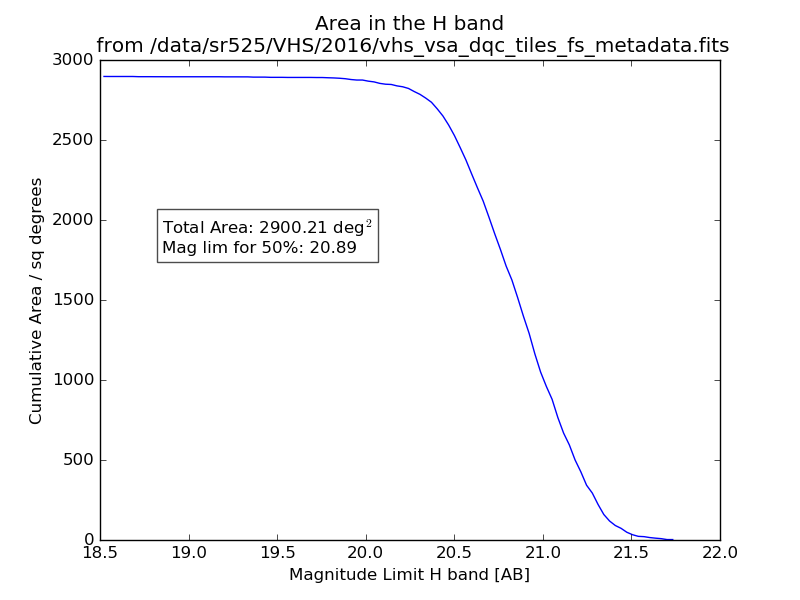 Area in the H band
from /data/sr525/VHS/2016/vhs_vsa_dqc_tiles_fs_metadata.fits
3000
2500
2000
1500
1000
500
0
Cumulative Area / sq degrees
Total Area: 2900.21 deg²
Mag lim for 50%: 20.89
18.5 19.0 19.5 20.0 20.5 21.0 21.5 22.0
Magnitude Limit H band [AB]